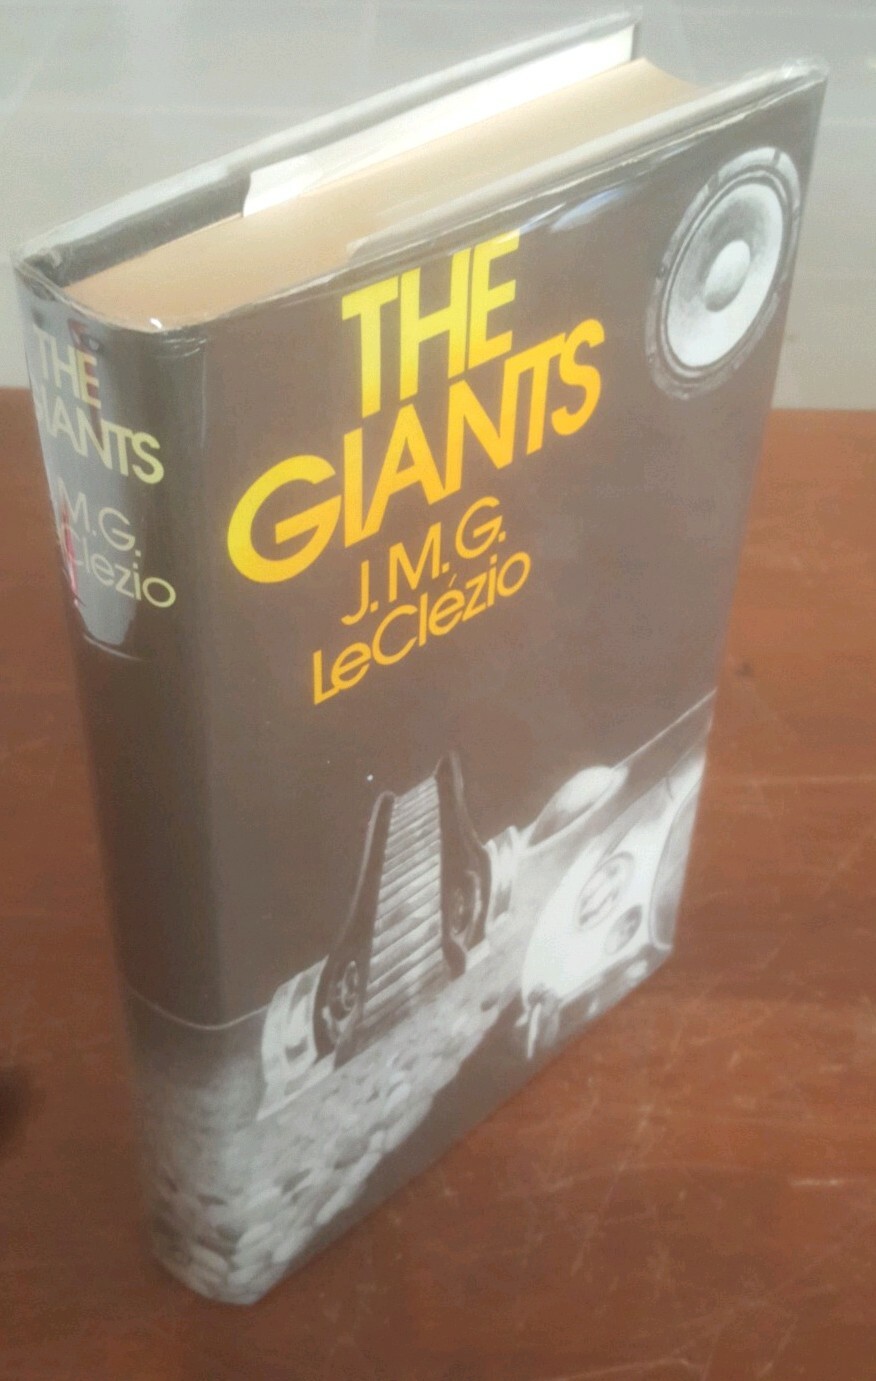 THE
GIANTS
J.M.G.
LeClézio
THE
GIANTS
M.G.
Clézio